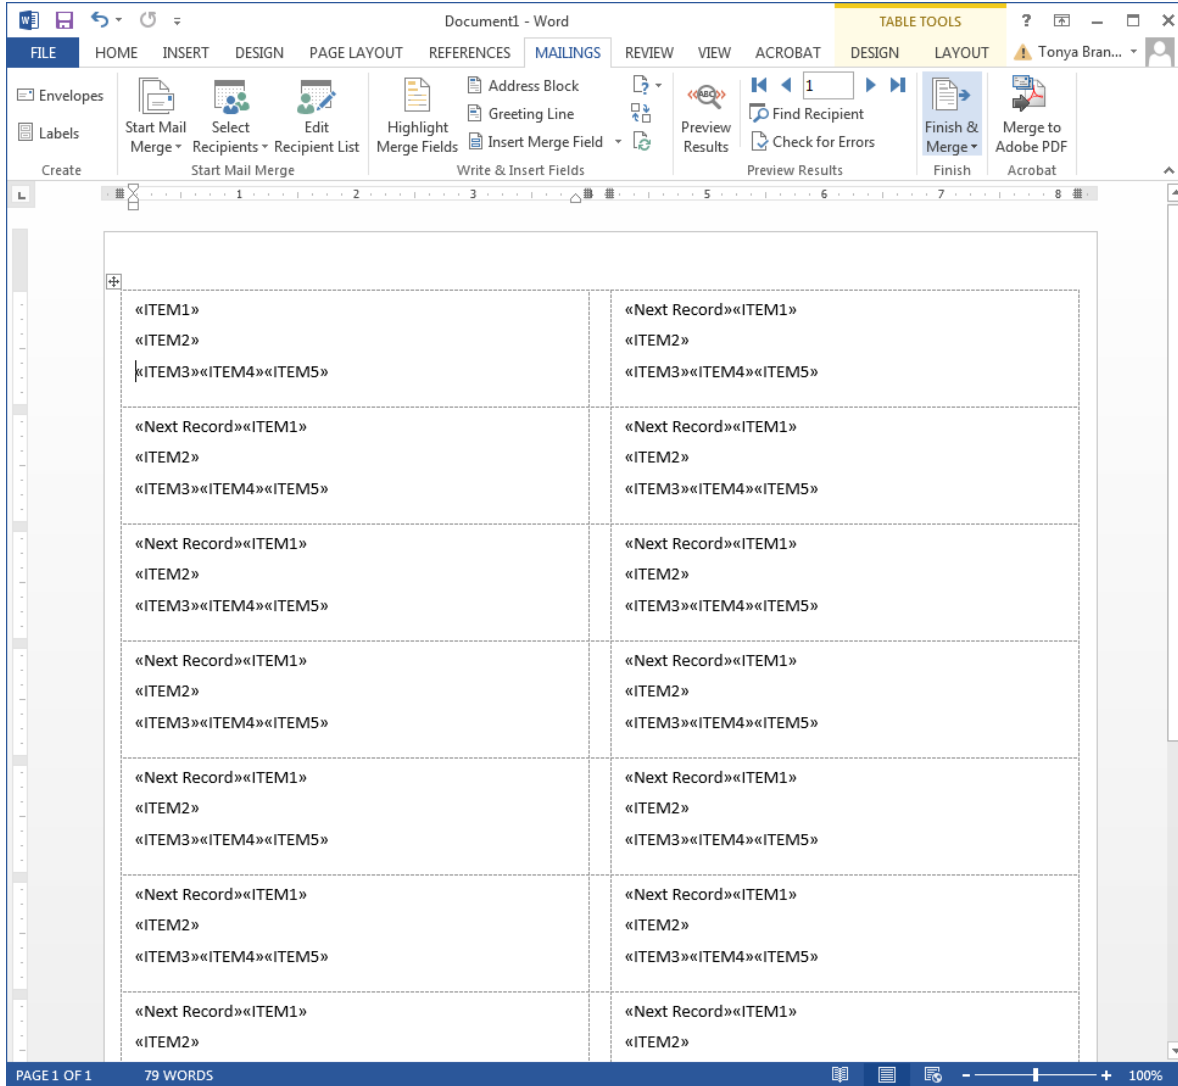 Document1 - Word
TABLE TOOLS
?
FILE HOME INSERT DESIGN PAGE LAYOUT REFERENCES MAILINGS REVIEW VIEW ACROBAT DESIGN LAYOUT Tonya Bran...
Envelopes
Labels
Create
Start Mail
Merge
Select
Recipients
Edit
Recipient List
Start Mail Merge
Highlight
Merge Fields
Address Block
Greeting Line
Insert Merge Field
Write & Insert Fields
«ABC»
Preview
Results
1
Find Recipient
Check for Errors
Preview Results
Finish &
Merge
Finish
Merge to
Adobe PDF
Acrobat
L
1 2 3 5 6 7 8
«ITEM1» «Next Record»«ITEM1»
«ITEM2» «ITEM2»
«ITEM3»«ITEM4»«ITEM5» «ITEM3»«ITEM4»«ITEM5»
«Next Record»«ITEM1» «Next Record»«ITEM1»
«ITEM2» «ITEM2»
«ITEM3»«ITEM4»«ITEM5» «ITEM3»«ITEM4»«ITEM5»
«Next Record»«ITEM1» «Next Record»«ITEM1»
«ITEM2» «ITEM2»
«ITEM3»«ITEM4»«ITEM5» «ITEM3»«ITEM4»«ITEM5»
«Next Record»«ITEM1» «Next Record»«ITEM1»
«ITEM2» «ITEM2»
«ITEM3»«ITEM4»«ITEM5» «ITEM3»«ITEM4»«ITEM5»
«Next Record»«ITEM1» «Next Record»«ITEM1»
«ITEM2» «ITEM2»
«ITEM3»«ITEM4»«ITEM5» «ITEM3»«ITEM4»«ITEM5»
«Next Record»«ITEM1» «Next Record»«ITEM1»
«ITEM2» «ITEM2»
«ITEM3»«ITEM4»«ITEM5» «ITEM3»«ITEM4»«ITEM5»
«Next Record»«ITEM1» «Next Record»«ITEM1»
«ITEM2» «ITEM2»
PAGE 1 OF 1 79 WORDS 100%